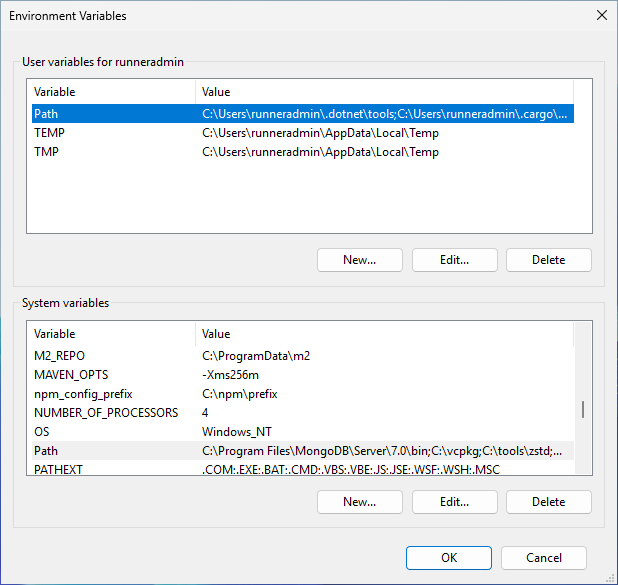 Environment Variables
User variables for runneradmin
Variable Value
Path C:\Users\runneradmin\.dotnet\tools;C:\Users\runneradmin\.cargo\...
TEMP C:\Users\runneradmin\AppData\Local\Temp
TMP C:\Users\runneradmin\AppData\Local\Temp
New... Edit... Delete
System variables
Variable Value
M2_REPO C:\ProgramData\m2
MAVEN_OPTS -Xms256m
npm_config_prefix C:\npm\prefix
NUMBER_OF_PROCESSORS 4
OS Windows_NT
Path C:\Program Files\MongoDB\Server\7.0\bin;C:\vcpkg;C:\tools\zstd;...
PATHEXT .COM;.EXE;.BAT;.CMD;.VBS;.VBE;.JS;.JSE;.WSF;.WSH;.MSC
New... Edit... Delete
OK Cancel